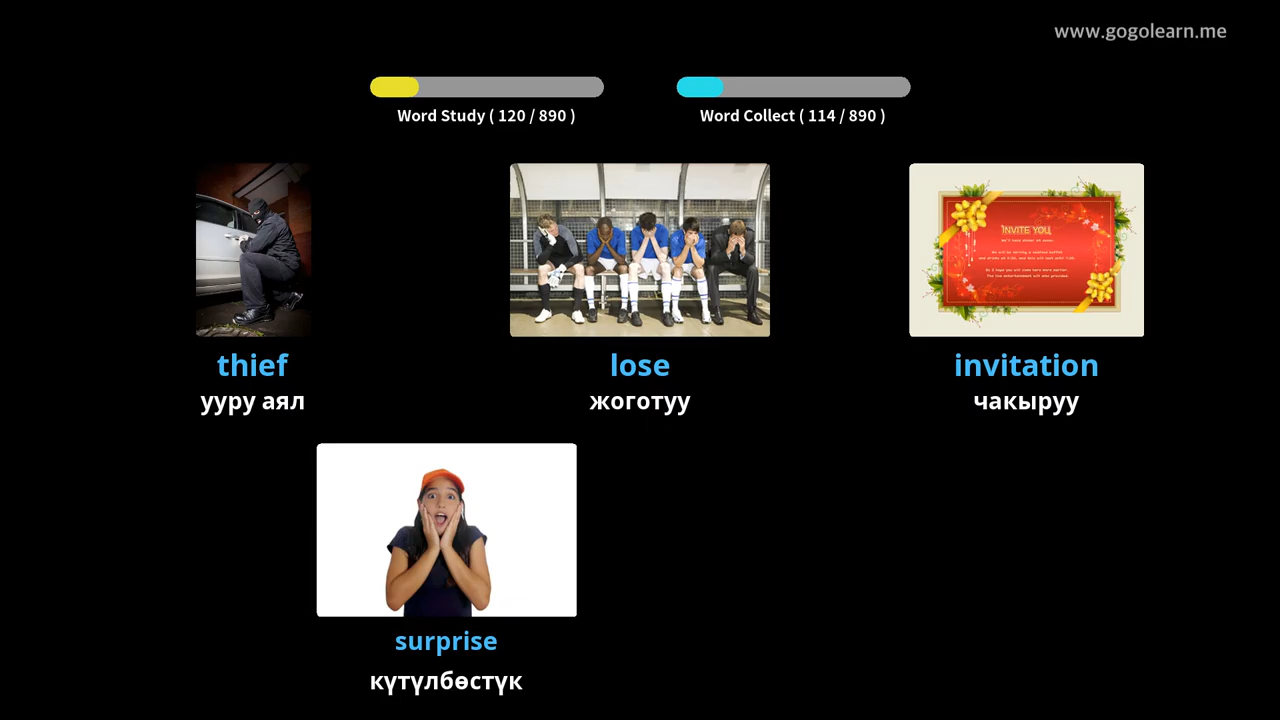 www.gogolearn.me
Word Study ( 120 / 890 )
Word Collect ( 114 / 890 )
INVITE YOU
thief
lose
invitation
ууру аял
жоготуу
чакыруу
surprise
күтүлбөстүк